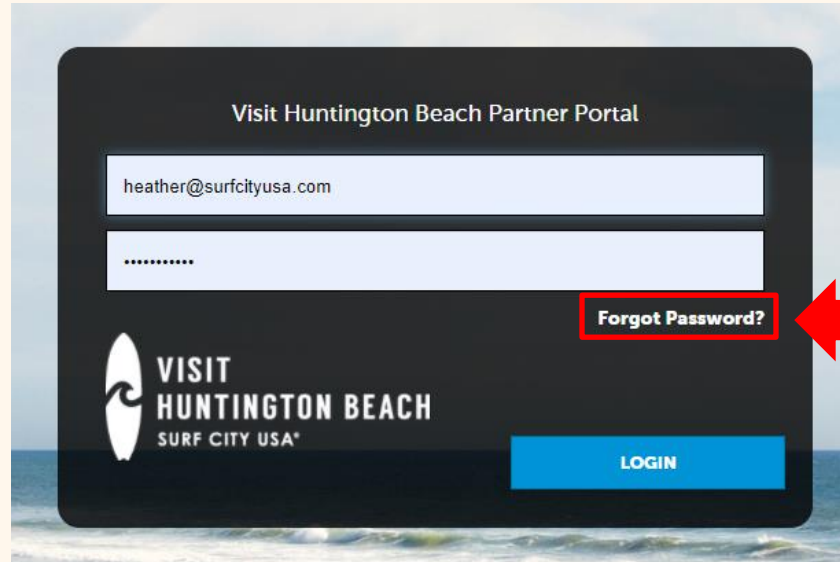 Visit Huntington Beach Partner Portal
heather@surfcityusa.com
•••••••••••
Forgot Password?
VISIT
HUNTINGTON BEACH
SURF CITY USA®
LOGIN